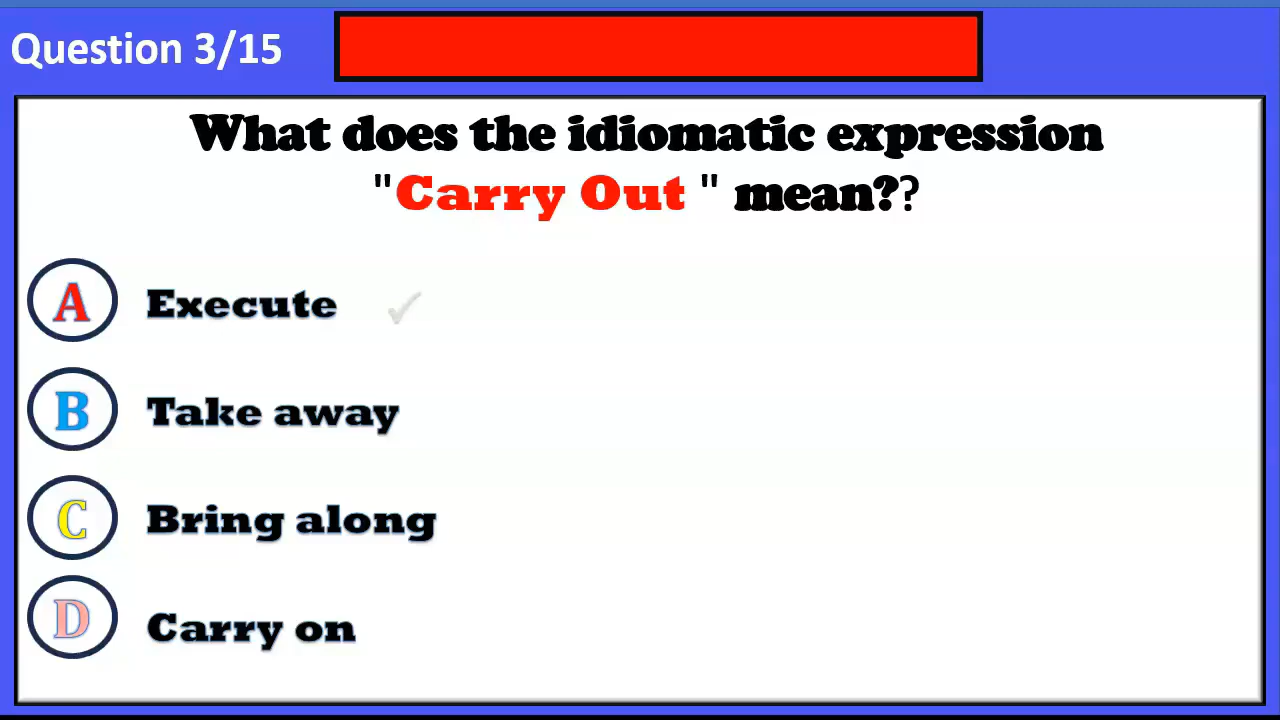 Question 3/15
What does the idiomatic expression
"Carry Out " mean??
A Execute ✓
B Take away
C Bring along
D Carry on